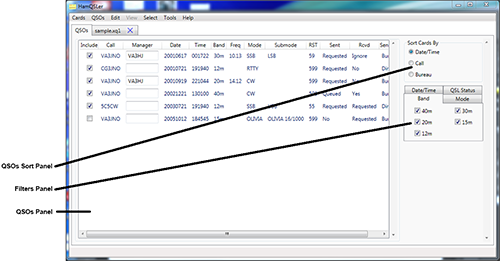 HamQSLer
Cards QSOs Edit View Select Tools Help
QSOs sample.xq1 X
Include Call Manager Date Time Band Freq Mode Submode RST Sent Rcvd Sen
VA3JNO VA3HJ 20010617 001722 30m 10.13 SSB LSB 59 Requested Ignore Bur
CG3JNO 20010721 191940 12m RTTY 599 Requested No Dir
VA3JNO VA3HJ 20010919 221044 20m 14.12 CW 599 Requested No Bur
VA3JNO 20021221 130100 40m CW Queued Yes Bur
5C5CW 20030721 191940 12m SSB USB 55 Requested Requested Dir
VA3JNO 20051012 184545 15m OLIVIA OLIVIA 16/1000 599 No Requested Bur
Sort Cards By
Date/Time
Call
Bureau
Date/Time QSL Status
Band Mode
40m 30m
20m 15m
12m
QSOs Sort Panel
Filters Panel
QSOs Panel